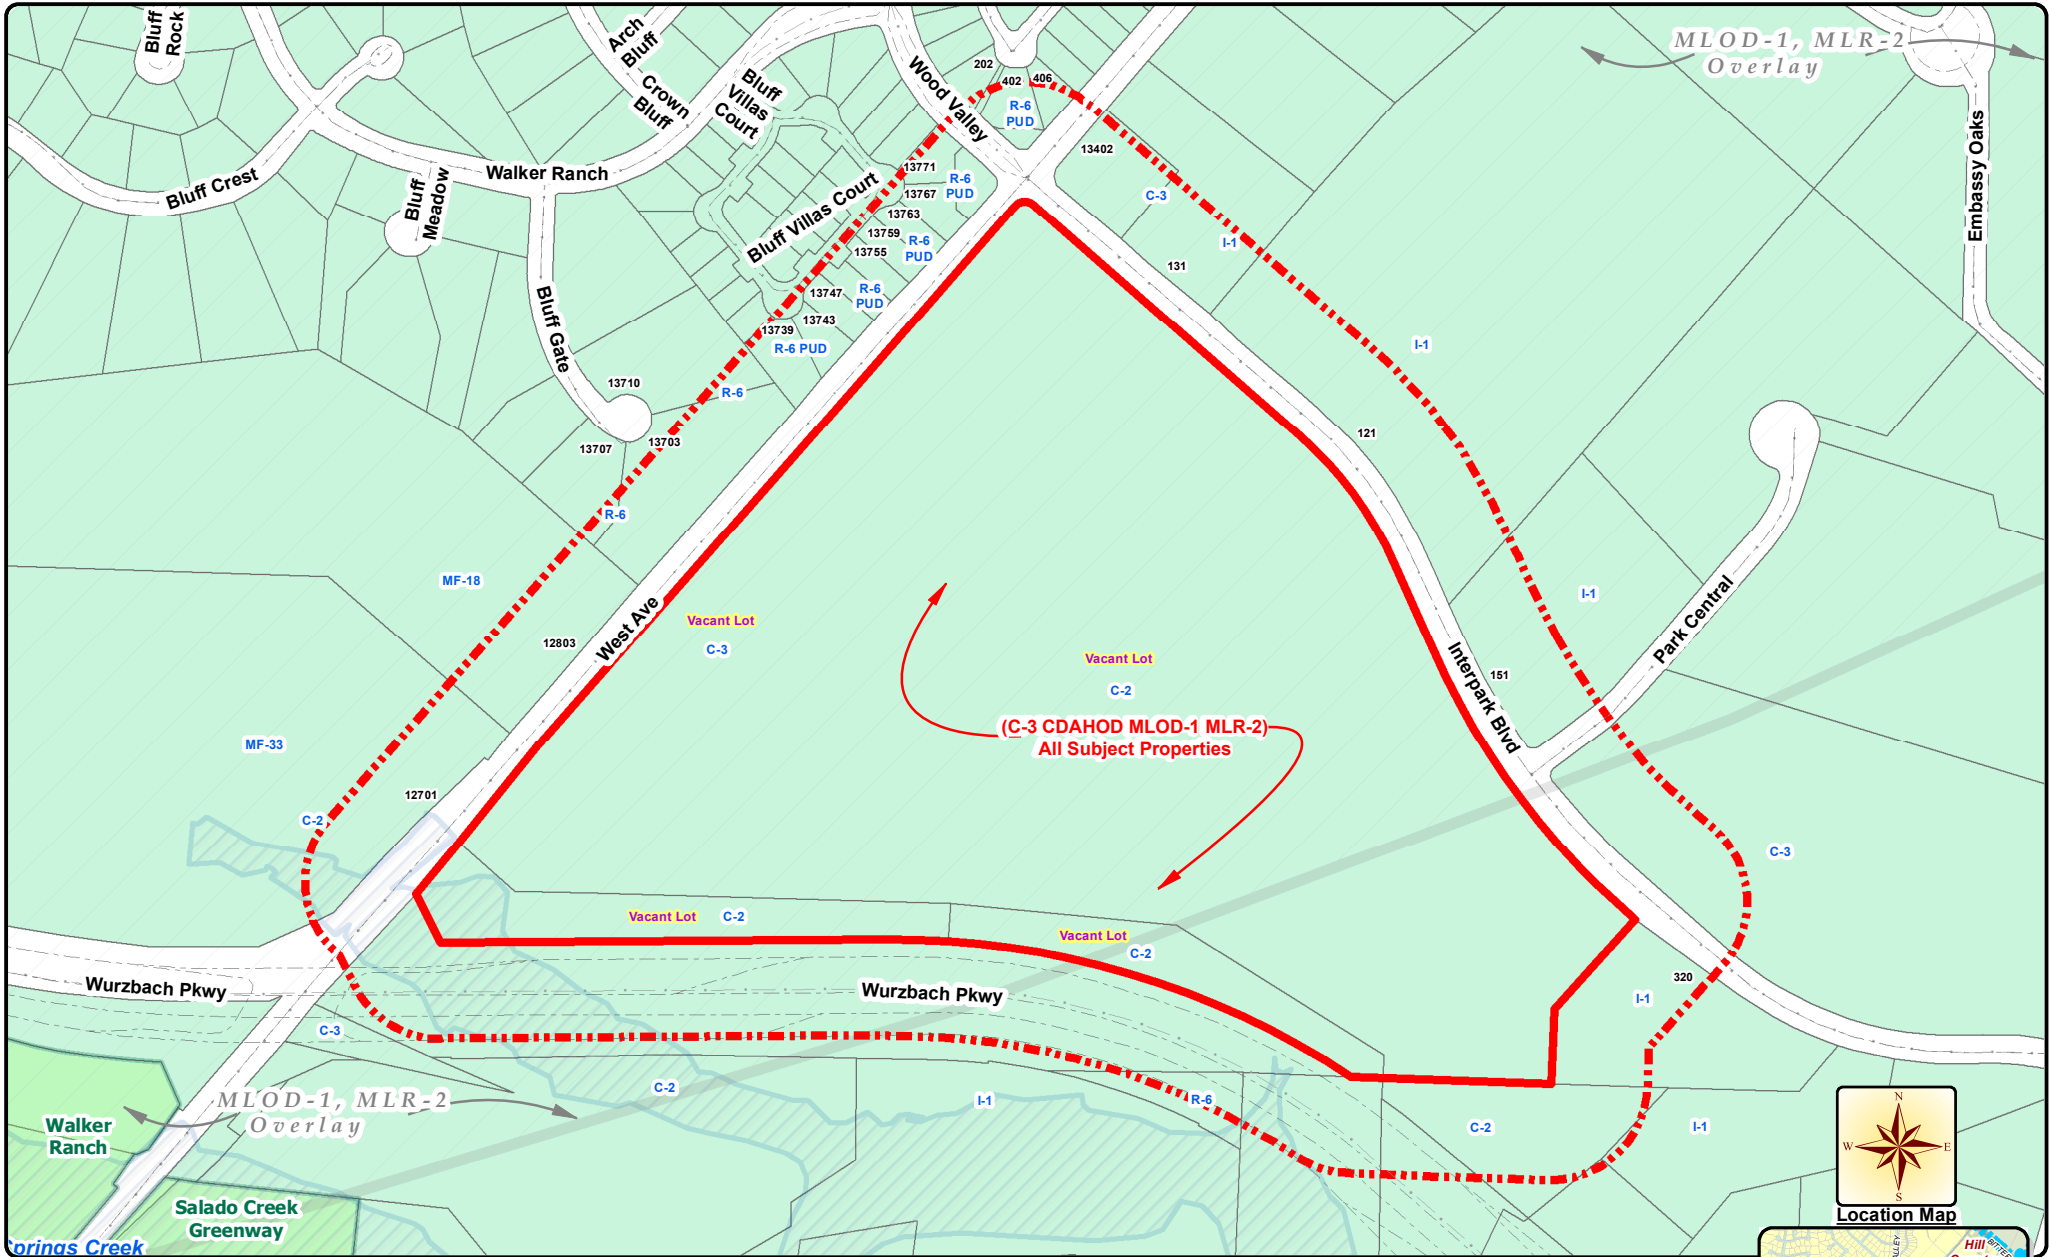 Bluff
Rock
Arch
Bluff
Crown
Bluff
Bluff
Villas
Court
Wood Valley
202
402
406
R-6
PUD
MLOD-1, MLR-2
Overlay
Embassy Oaks
Bluff Crest
Bluff
Meadow
Walker Ranch
13402
C-3
I-1
13771
13767
R-6
PUD
13763
13759
13755
R-6
PUD
Bluff Villas Court
13747
R-6
PUD
13743
13739
R-6 PUD
131
I-1
Bluff Gate
13710
R-6
13707
13703
121
R-6
MF-18
I-1
Park Central
12803
West Ave
Vacant Lot
C-3
Vacant Lot
C-2
151
Interpark Blvd
(C-3 CDAHOD MLOD-1 MLR-2)
All Subject Properties
MF-33
12701
C-2
C-3
Vacant Lot
C-2
Vacant Lot
C-2
320
I-1
Wurzbach Pkwy
Wurzbach Pkwy
C-3
C-2
I-1
R-6
C-2
I-1
MLOD-1, MLR-2
Overlay
Walker
Ranch
Salado Creek
Greenway
Springs Creek
N
W
E
S
Location Map
Hill